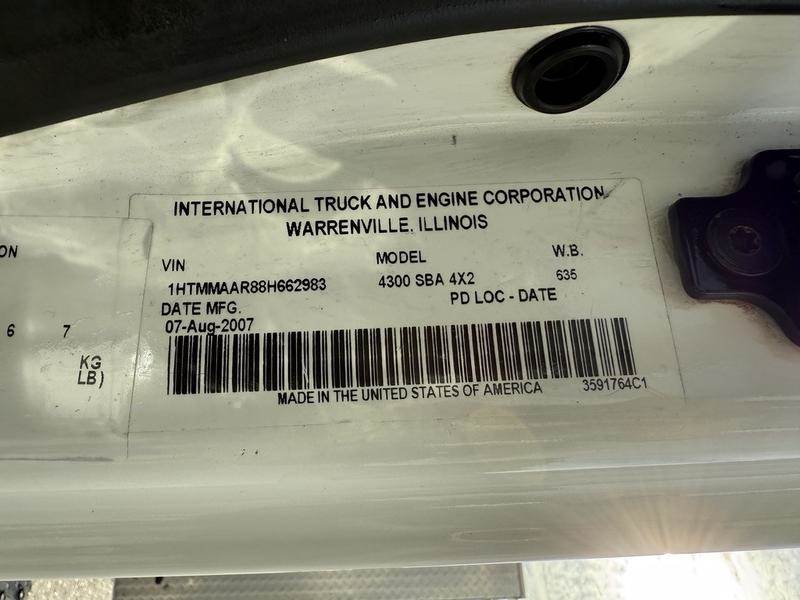 INTERNATIONAL TRUCK AND ENGINE CORPORATION
WARRENVILLE, ILLINOIS
VIN MODEL W.B.
1HTMMAAR88H662983 4300 SBA 4X2 635
DATE MFG. PD LOC - DATE
07-Aug-2007
MADE IN THE UNITED STATES OF AMERICA 3591764C1
ON
6 7
KG
LB)